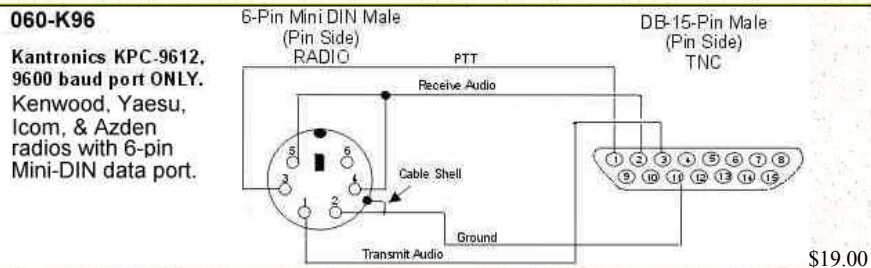 060-K96
Kantronics KPC-9612,
9600 baud port ONLY.
Kenwood, Yaesu,
Icom, & Azden
radios with 6-pin
Mini-DIN data port.
6-Pin Mini DIN Male
(Pin Side)
RADIO
DB-15-Pin Male
(Pin Side)
TNC
PTT
Receive Audio
5 6
3 4
1 2
Cable Shell
Ground
Transmit Audio
1 2 3 4 5 6 7 8
9 10 11 12 13 14 15
$19.00